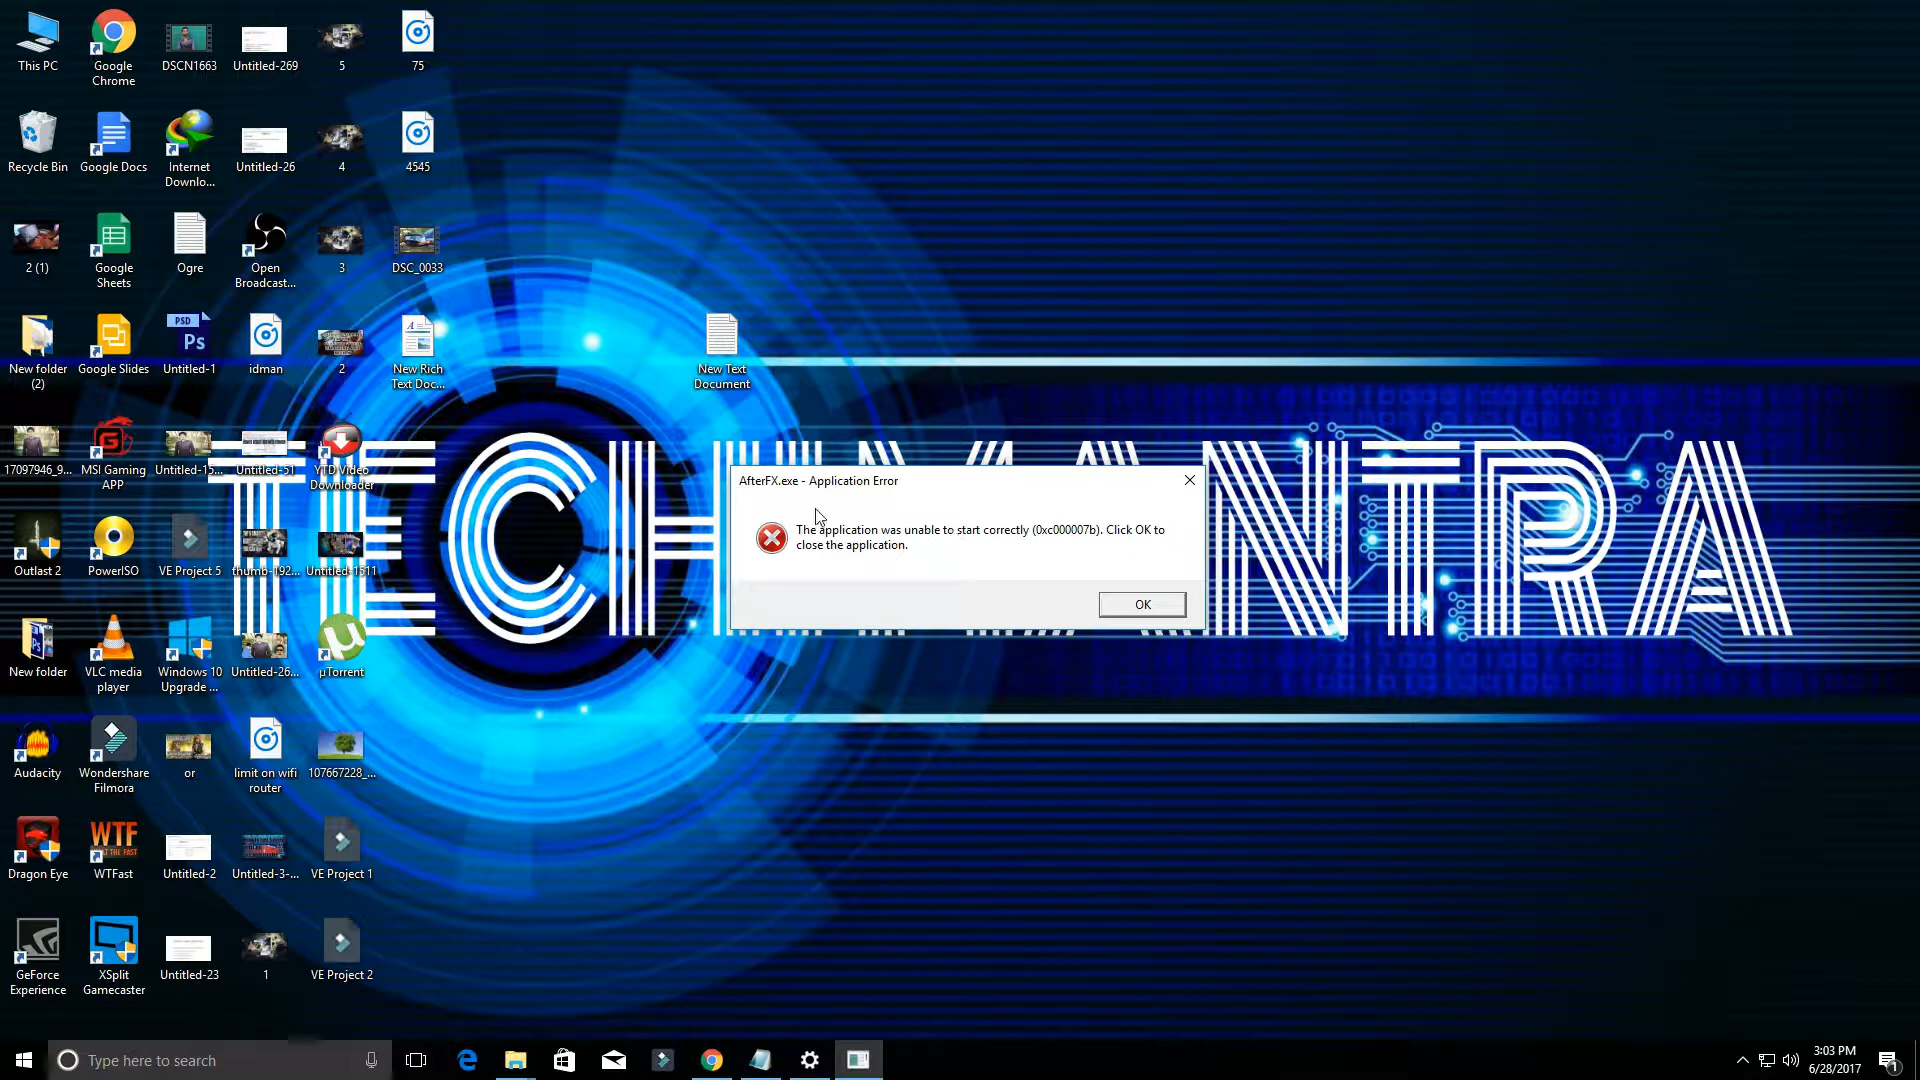 This PC
Google
Chrome
DSCN1663
Untitled-269
5
75
Recycle Bin
Google Docs
Internet
Downlo...
Untitled-26
4
4545
2 (1)
Google
Sheets
Ogre
Open
Broadcast...
3
DSC_0033
New folder
(2)
Google Slides
PSD
Ps
Untitled-1
idman
2
New Rich
Text Doc...
New Text
Document
17097946_9...
MSI Gaming
APP
Untitled-15...
Untitled-51
YTD Video
Downloader
TECH
NTRA
AfterFX.exe - Application Error
The application was unable to start correctly (0xc000007b). Click OK to
close the application.
OK
Outlast 2
PowerISO
VE Project 5
thumb-192...
Untitled-1511
New folder
VLC media
player
Windows 10
Upgrade ...
Untitled-26...
µTorrent
Audacity
Wondershare
Filmora
or
limit on wifi
router
107667228_...
Dragon Eye
WTF
WTFast
Untitled-2
Untitled-3-...
VE Project 1
GeForce
Experience
XSplit
Gamecaster
Untitled-23
1
VE Project 2
Type here to search
3:03 PM
6/28/2017
1